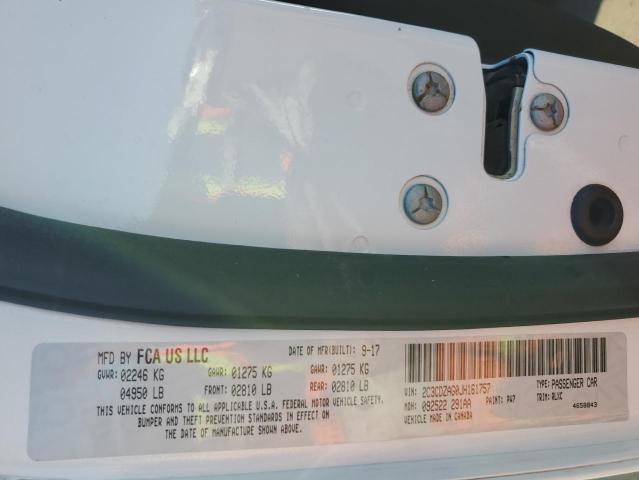 MFD BY FCA US LLC DATE OF MFR(BUILT): 9-17
GVWR: 02246 KG GAWR: 01275 KG GAWR: 01275 KG
04950 LB FRONT: 02810 LB REAR: 02810 LB
THIS VEHICLE CONFORMS TO ALL APPLICABLE U.S.A. FEDERAL MOTOR VEHICLE SAFETY,
BUMPER AND THEFT PREVENTION STANDARDS IN EFFECT ON
THE DATE OF MANUFACTURE SHOWN ABOVE.
VIN: 2C3CDZAG0JH161757 TYPE: PASSENGER CAR
MDH: 092522 291AA PAINT: PW7 TRIM: RLXC
VEHICLE MADE IN CANADA 4658843